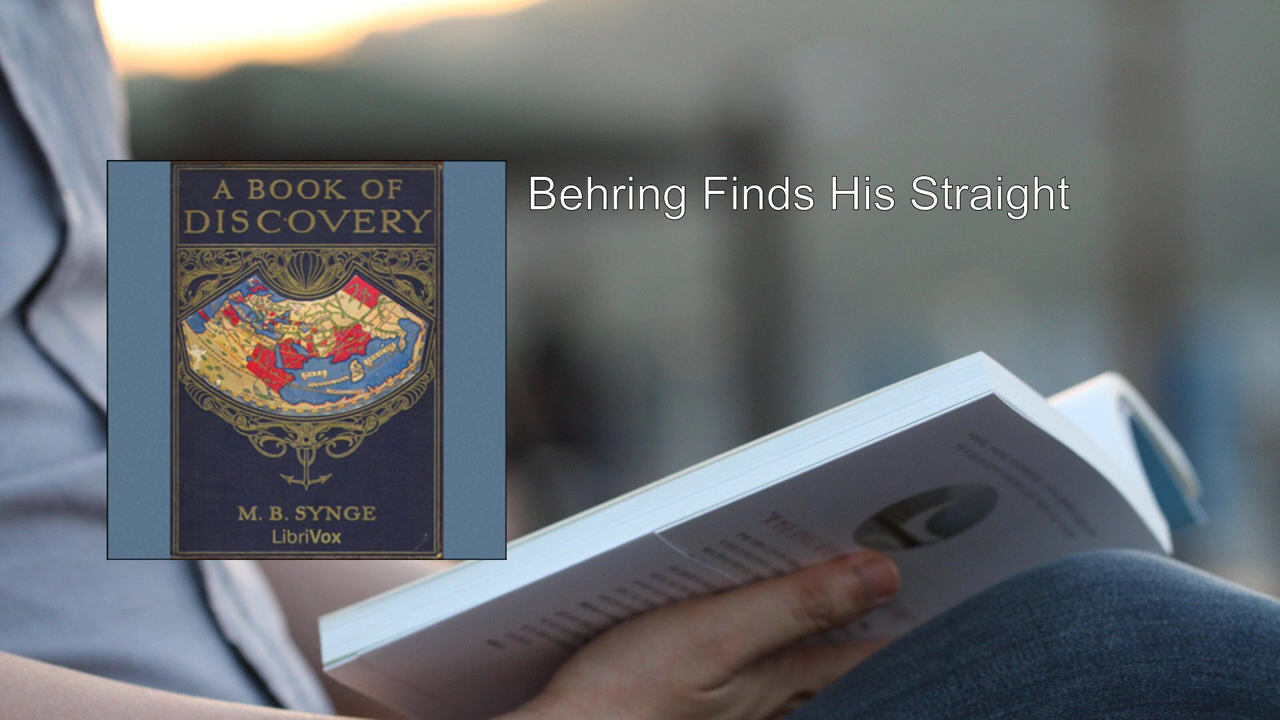 Behring Finds His Straight
A BOOK OF
DISCOVERY
M. B. SYNGE
LibriVox